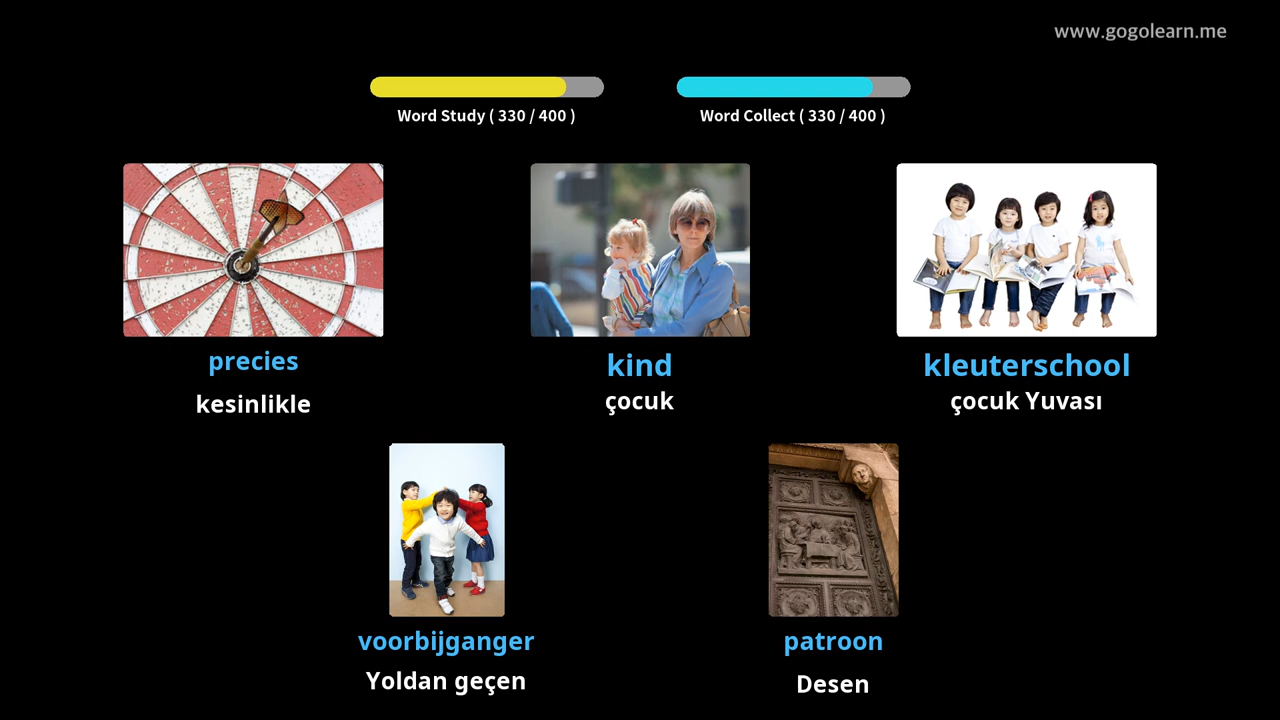 www.gogolearn.me
Word Study ( 330 / 400 )
Word Collect ( 330 / 400 )
precies
kind
kleuterschool
kesinlikle
çocuk
çocuk Yuvası
voorbijganger
patroon
Yoldan geçen
Desen